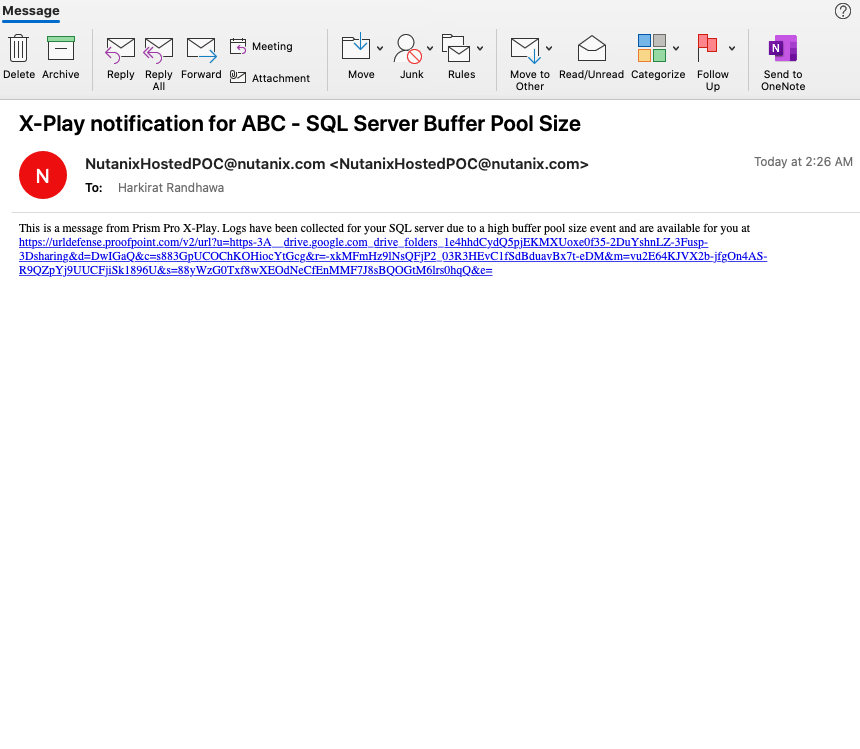 Message
Delete
Archive
Reply
Reply All
Forward
Meeting
Attachment
Move
Junk
Rules
Move to Other
Read/Unread
Categorize
Follow Up
N
Send to OneNote
X-Play notification for ABC - SQL Server Buffer Pool Size
N
NutanixHostedPOC@nutanix.com <NutanixHostedPOC@nutanix.com>
Today at 2:26 AM
To: Harkirat Randhawa
This is a message from Prism Pro X-Play. Logs have been collected for your SQL server due to a high buffer pool size event and are available for you at
https://urldefense.proofpoint.com/v2/url?u=https-3A__drive.google.com_drive_folders_1e4hhdCydQ5pjEKMXUoxe0f35-2DuYshnLZ-3Fusp-
3Dsharing&d=DwIGaQ&c=s883GpUCOChKOHiocYtGcg&r=-xkMFmHz9lNsQFjP2_03R3HEvC1fSdBduavBx7t-eDM&m=vu2E64KJVX2b-jfgOn4AS-
R9QZpYj9UUCFjiSk1896U&s=88yWzG0Txf8wXEOdNeCfEnMMF7J8sBQOGtM6lrs0hqQ&e=